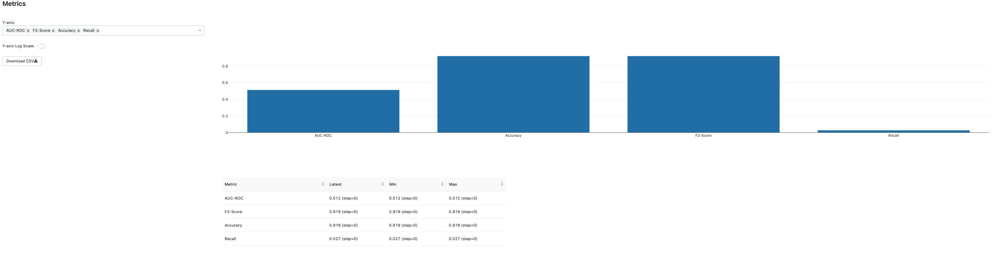 Metrics
Y-axis:
AUC-ROC F2-Score Accuracy Recall
Y-axis Log Scale:
Download CSV
0.8
0.6
0.4
0.2
0
AUC-ROC Accuracy F2-Score Recall
Metric Latest Min Max
AUC-ROC 0.512 (step=0) 0.512 (step=0) 0.512 (step=0)
F2-Score 0.919 (step=0) 0.919 (step=0) 0.919 (step=0)
Accuracy 0.919 (step=0) 0.919 (step=0) 0.919 (step=0)
Recall 0.027 (step=0) 0.027 (step=0) 0.027 (step=0)